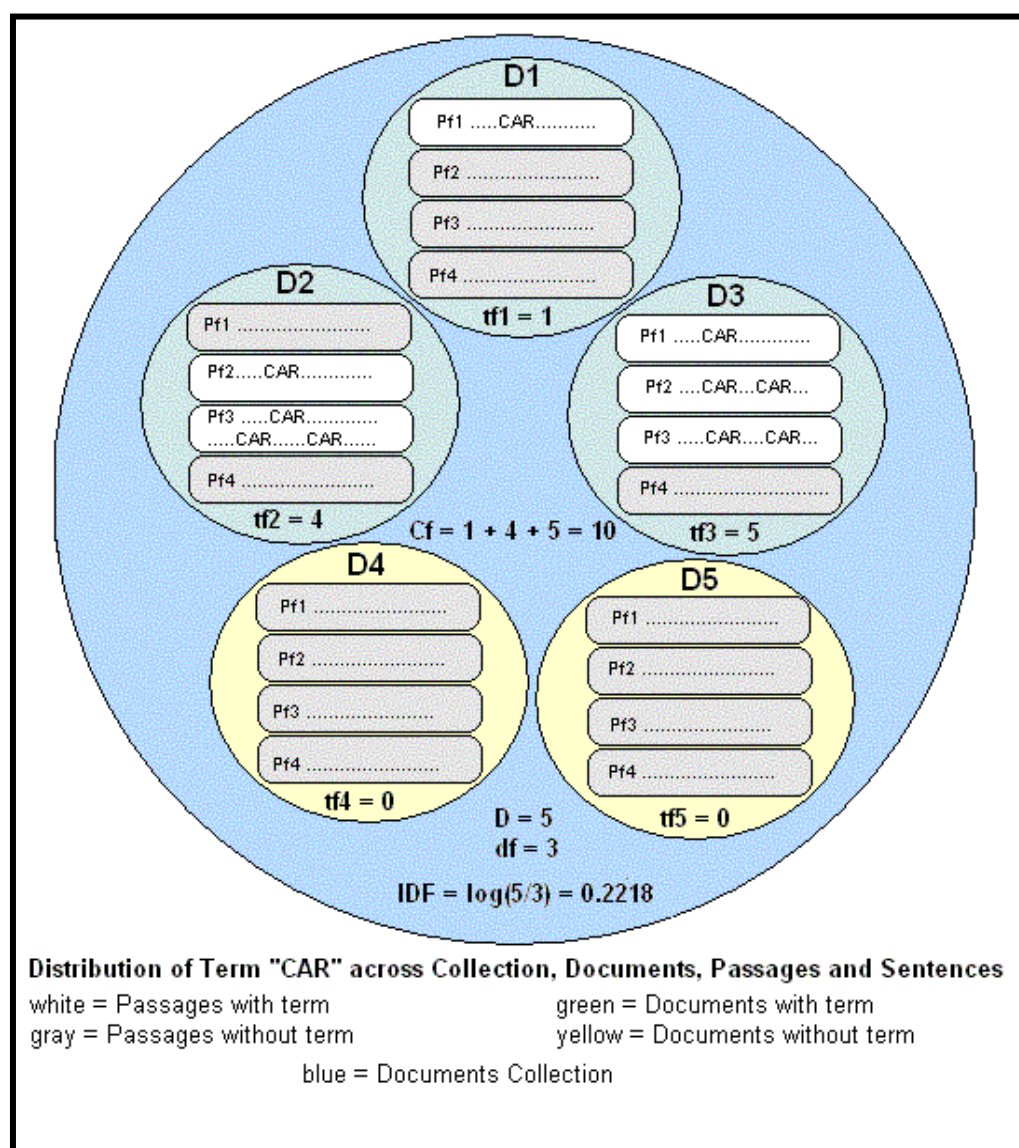 D1
Pf1 .....CAR...........
Pf2 ..........................
Pf3 .........................
Pf4 ...........................
tf1 = 1
D2
Pf1 ..........................
Pf2.....CAR..............
Pf3 .....CAR..............
.....CAR......CAR......
Pf4 ..........................
tf2 = 4
D3
Pf1 .....CAR..............
Pf2 ....CAR...CAR...
Pf3 .....CAR....CAR...
Pf4 ...............................
tf3 = 5
Cf = 1 + 4 + 5 = 10
D4
Pf1 ..........................
Pf2 ..........................
Pf3 .........................
Pf4 ..........................
tf4 = 0
D5
Pf1 ..........................
Pf2 ..........................
Pf3 .........................
Pf4 ..........................
tf5 = 0
D = 5
df = 3
IDF = log(5/3) = 0.2218
Distribution of Term "CAR" across Collection, Documents, Passages and Sentences
white = Passages with term
green = Documents with term
gray = Passages without term
yellow = Documents without term
blue = Documents Collection